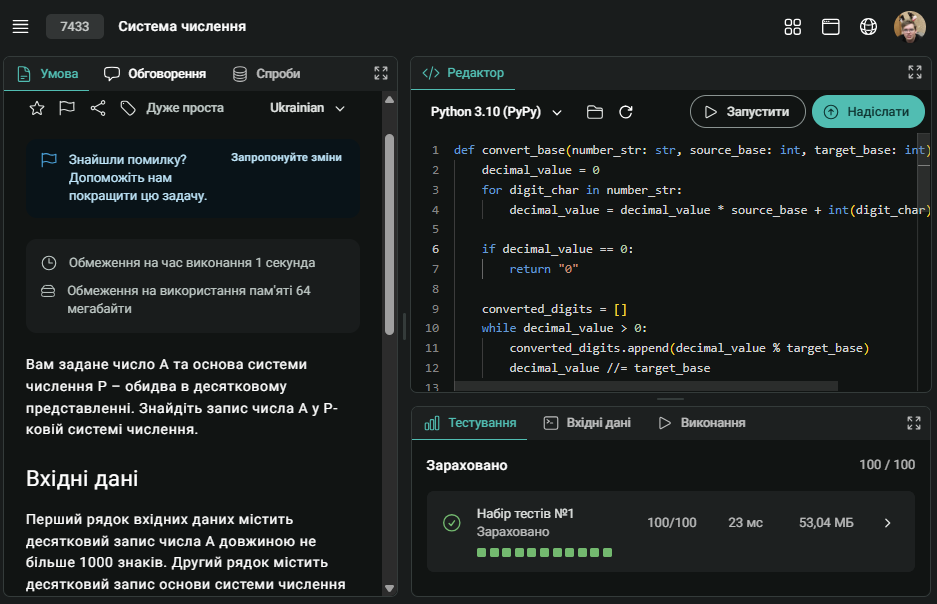 7433
Система числення
Умова
Обговорення
Спроби
Дуже проста
Ukrainian
Знайшли помилку?
Допоможіть нам
покращити цю задачу.
Запропонуйте зміни
Обмеження на час виконання 1 секунда
Обмеження на використання пам'яті 64
мегабайти
Вам задане число A та основа системи
числення P – обидва в десятковому
представленні. Знайдіть запис числа A у P-
ковій системі числення.
Вхідні дані
Перший рядок вхідних даних містить
десятковий запис числа A довжиною не
більше 1000 знаків. Другий рядок містить
десятковий запис основи системи числення
Редактор
Python 3.10 (PyPy)
Запустити
Надіслати
1 def convert_base(number_str: str, source_base: int, target_base: int)
2 decimal_value = 0
3 for digit_char in number_str:
4 decimal_value = decimal_value * source_base + int(digit_char)
5
6 if decimal_value == 0:
7 return "0"
8
9 converted_digits = []
10 while decimal_value > 0:
11 converted_digits.append(decimal_value % target_base)
12 decimal_value //= target_base
13
Тестування
Вхідні дані
Виконання
Зараховано
100 / 100
Набір тестів №1
Зараховано
100/100
23 мс
53,04 МБ